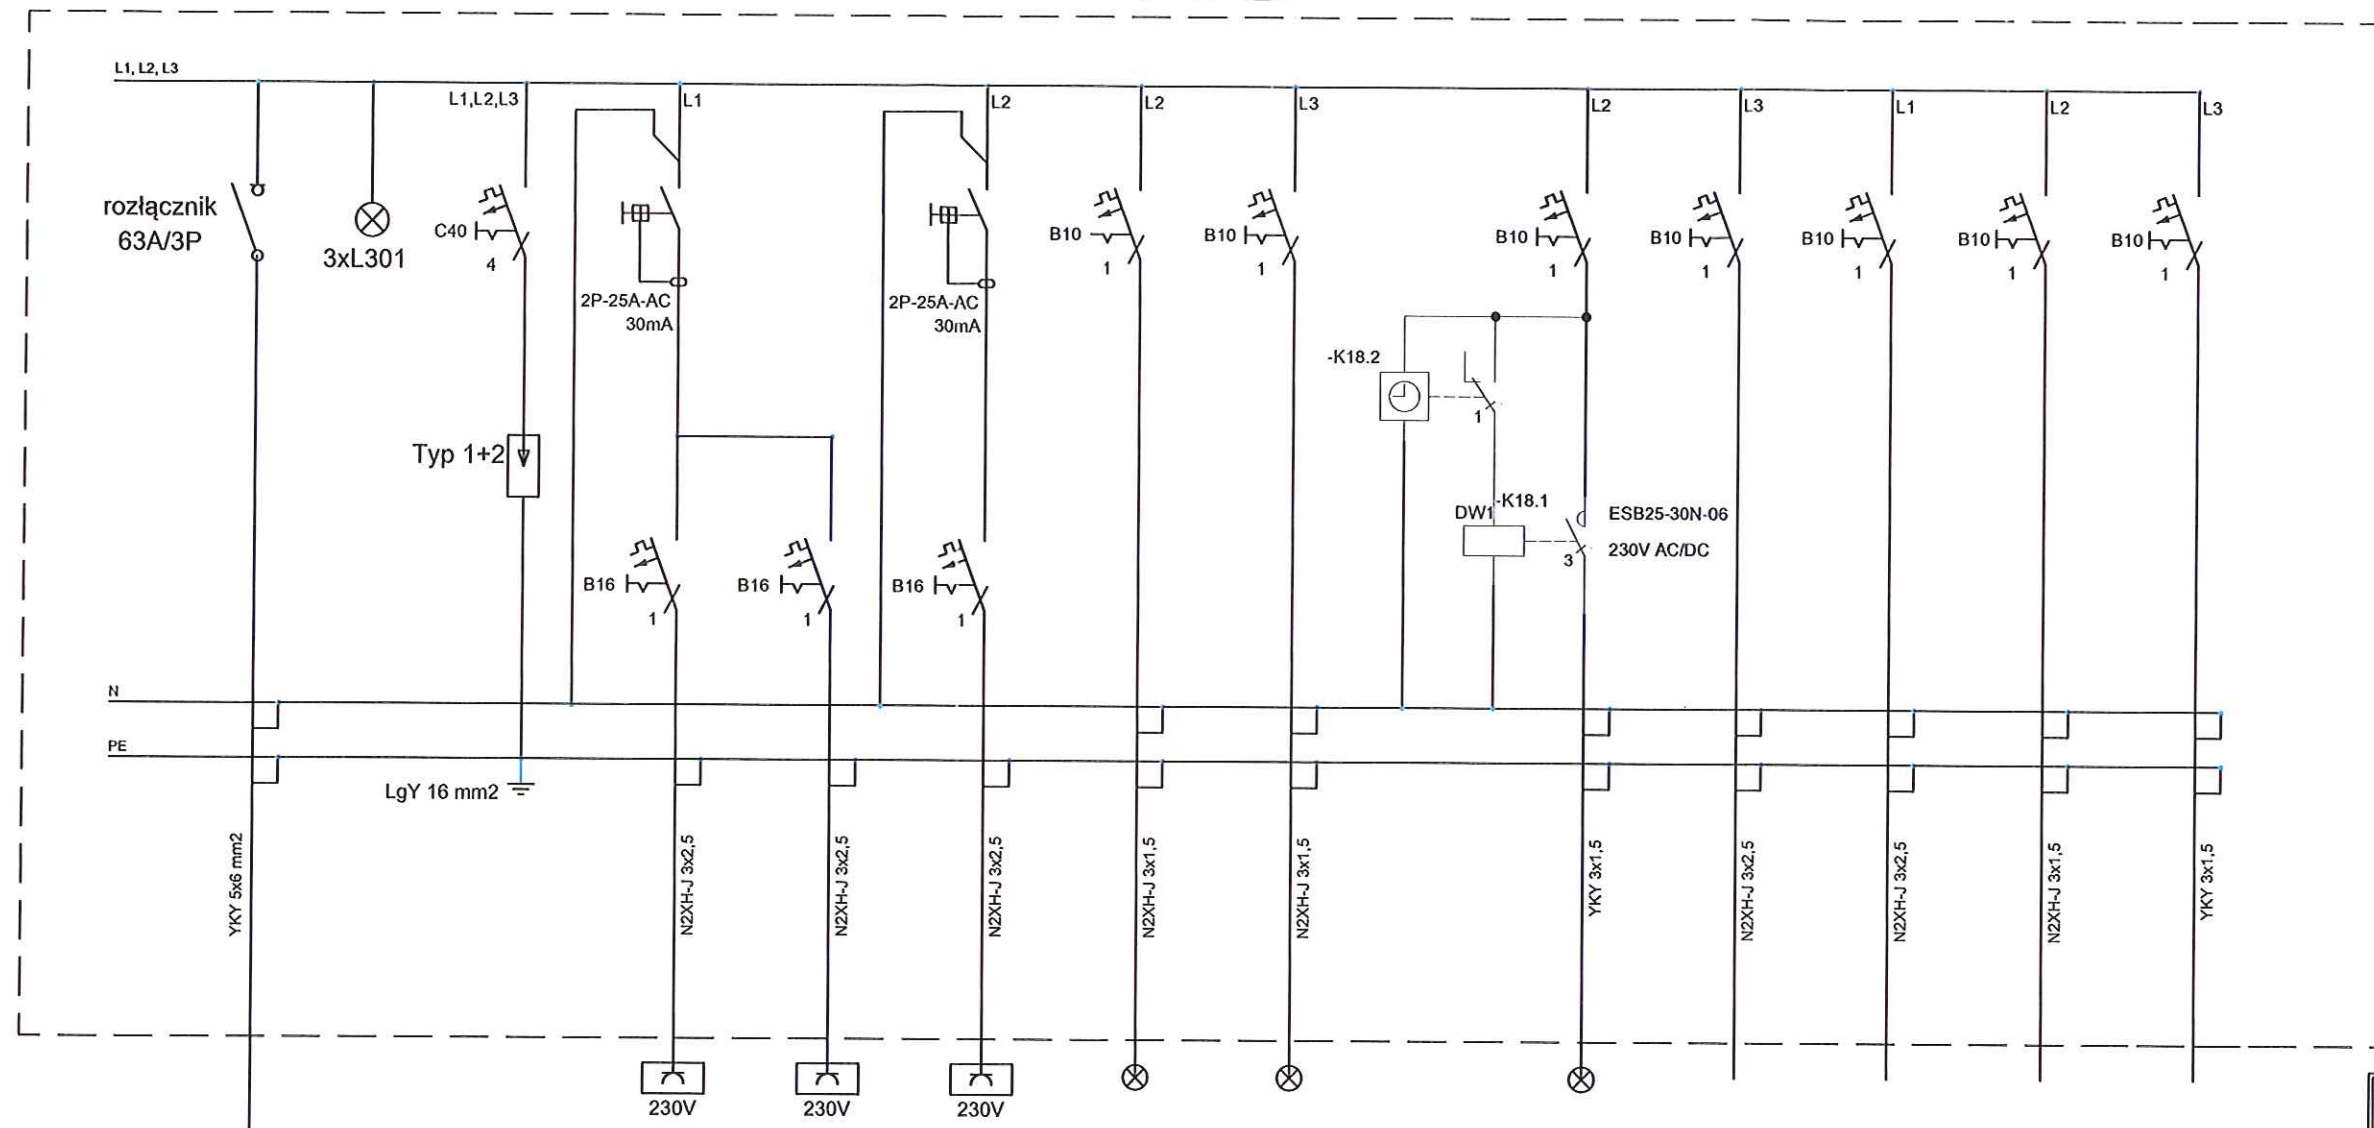 L1, L2, L3
L1,L2,L3
L1
L2
L2
L3
L2
L3
L1
L2
L3
rozłącznik
63A/3P
3xL301
C40
4
B10
1
B10
1
B10
1
B10
1
B10
1
B10
1
B10
1
2P-25A-AC
30mA
2P-25A-AC
30mA
-K18.2
1
Typ 1+2
-K18.1
DW1
ESB25-30N-06
230V AC/DC
3
B16
1
B16
1
B16
1
N
PE
LgY 16 mm2
YKY 5x6 mm2
N2XH-J 3x2,5
N2XH-J 3x2,5
N2XH-J 3x2,5
N2XH-J 3x1,5
N2XH-J 3x1,5
YKY 3x1,5
N2XH-J 3x2,5
N2XH-J 3x2,5
N2XH-J 3x1,5
YKY 3x1,5
230V
230V
230V